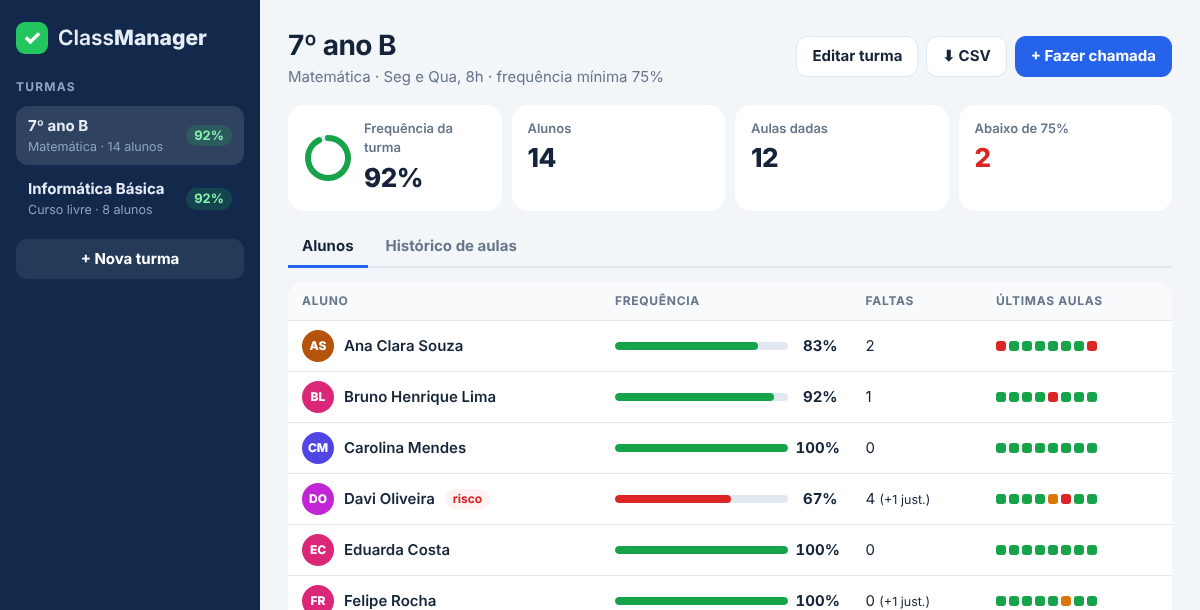 ClassManager
TURMAS
7º ano B
Matemática · 14 alunos
92%
Informática Básica
Curso livre · 8 alunos
92%
+ Nova turma
7º ano B
Matemática · Seg e Qua, 8h · frequência mínima 75%
Editar turma
⬇ CSV
+ Fazer chamada
Frequência da
turma
92%
Alunos
14
Aulas dadas
12
Abaixo de 75%
2
Alunos
Histórico de aulas
ALUNO FREQUÊNCIA FALTAS ÚLTIMAS AULAS
AS Ana Clara Souza 83% 2
BL Bruno Henrique Lima 92% 1
CM Carolina Mendes 100% 0
DO Davi Oliveira risco 67% 4 (+1 just.)
EC Eduarda Costa 100% 0
FR Felipe Rocha 100% 0 (+1 just.)